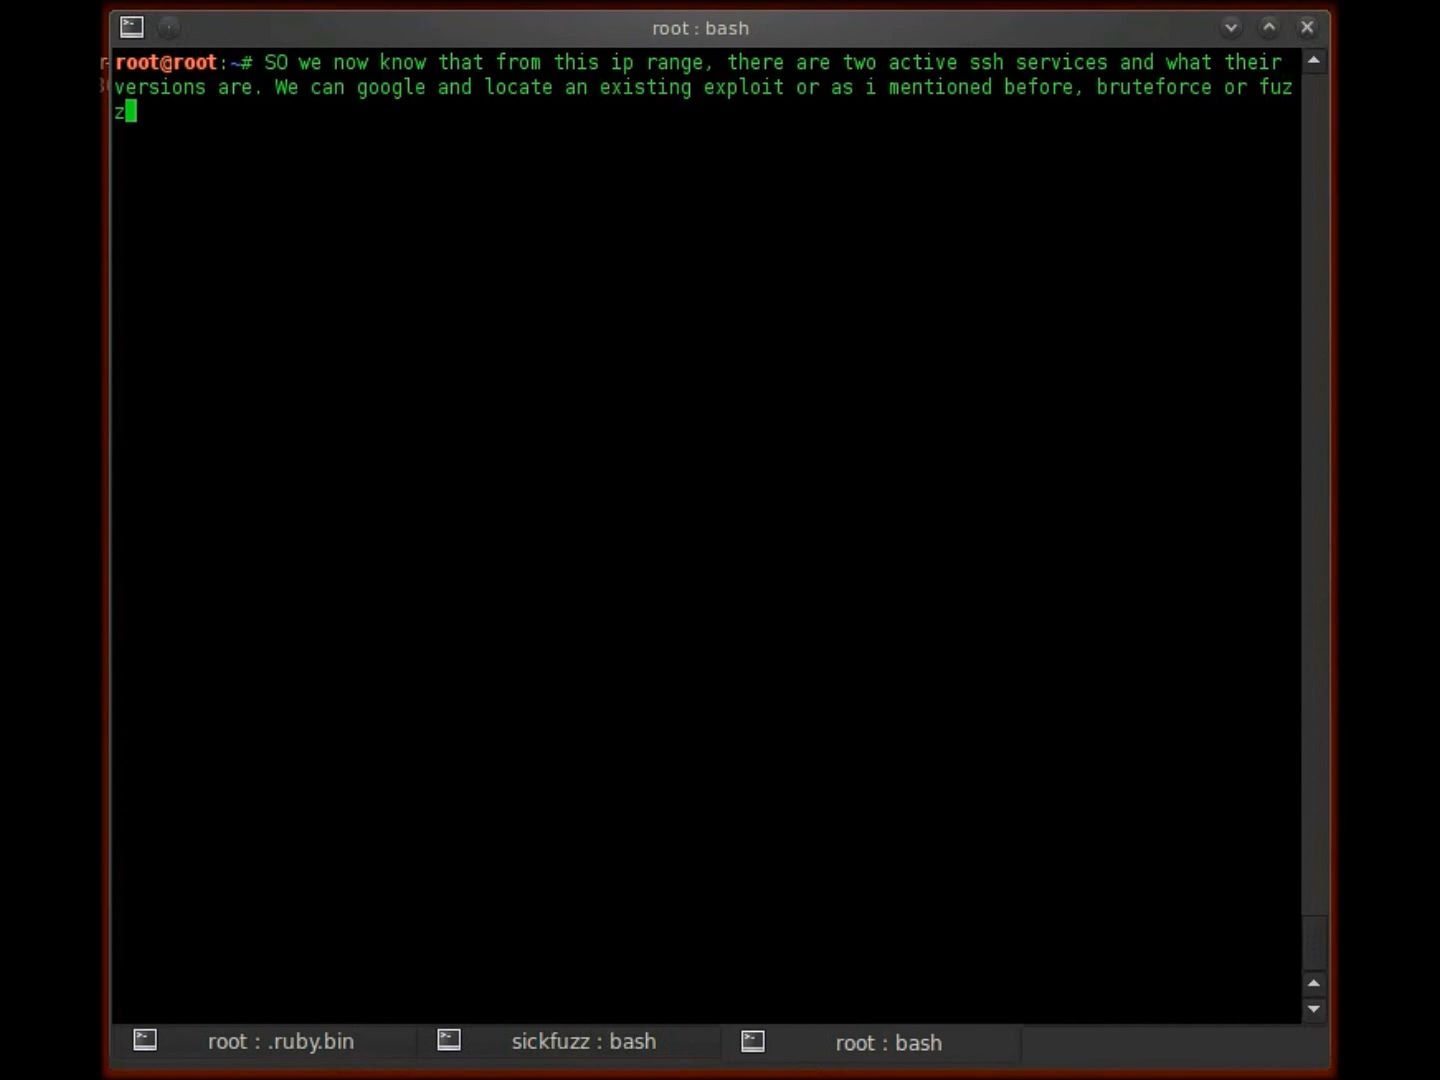 root : bash
root@root:~# SO we now know that from this ip range, there are two active ssh services and what their
versions are. We can google and locate an existing exploit or as i mentioned before, bruteforce or fuz
z
root : .ruby.bin
sickfuzz : bash
root : bash